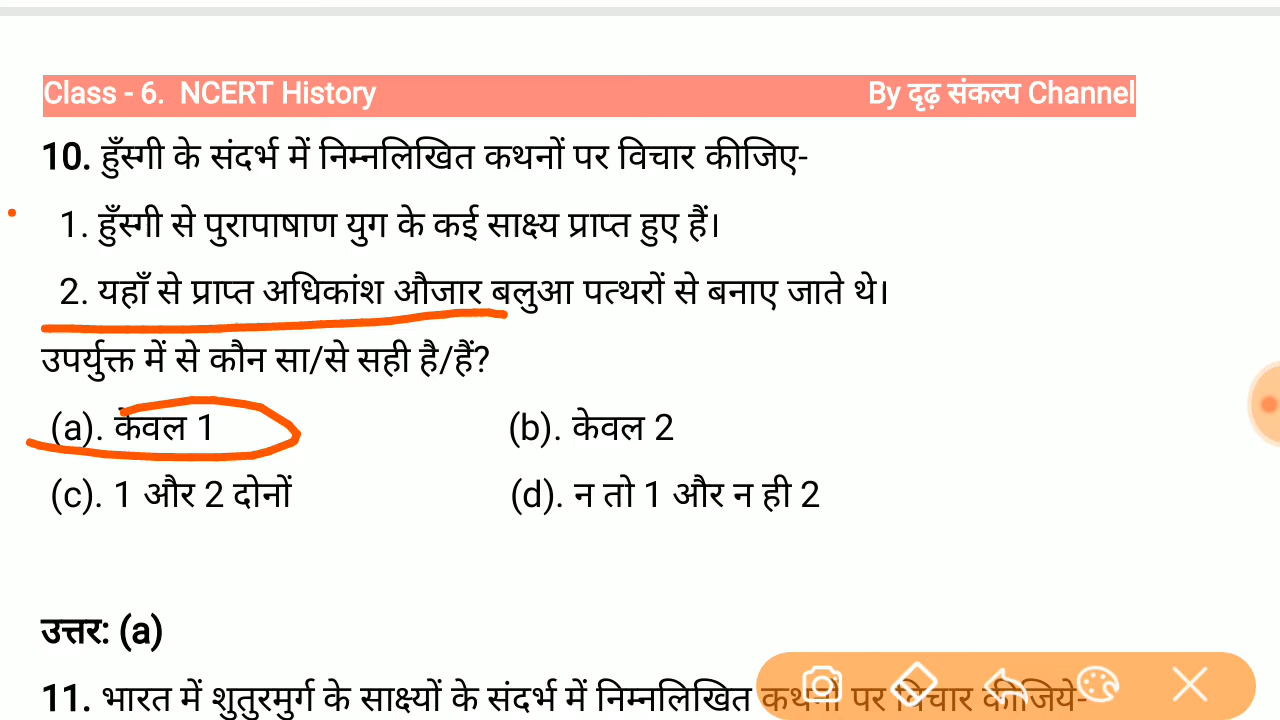 Class - 6. NCERT History By दृढ़ संकल्प Channel
10. हुँस्गी के संदर्भ में निम्नलिखित कथनों पर विचार कीजिए-
1. हुँस्गी से पुरापाषाण युग के कई साक्ष्य प्राप्त हुए हैं।
2. यहाँ से प्राप्त अधिकांश औजार बलुआ पत्थरों से बनाए जाते थे।
उपर्युक्त में से कौन सा/से सही है/हैं?
(a). केवल 1 (b). केवल 2
(c). 1 और 2 दोनों (d). न तो 1 और न ही 2
उत्तर: (a)
11. भारत में शुतुरमुर्ग के साक्ष्यों के संदर्भ में निम्नलिखित कथनों पर विचार कीजिये-